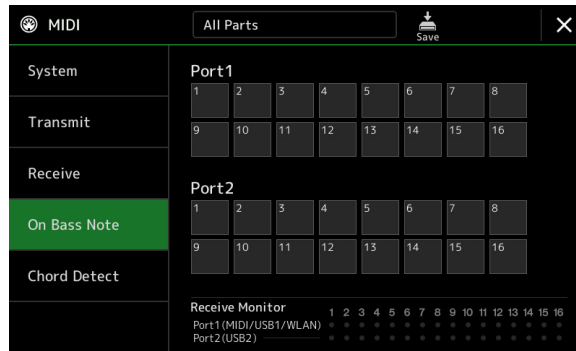 MIDI
All Parts
Save
System
Transmit
Receive
On Bass Note
Chord Detect
Port1
1 2 3 4 5 6 7 8
9 10 11 12 13 14 15 16
Port2
1 2 3 4 5 6 7 8
9 10 11 12 13 14 15 16
Receive Monitor 1 2 3 4 5 6 7 8 9 10 11 12 13 14 15 16
Port1(MIDI/USB1/WLAN)
Port2(USB2)